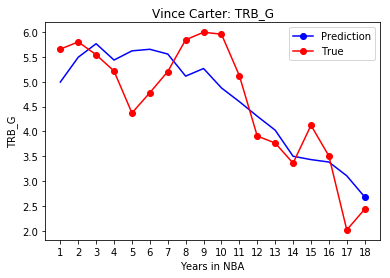 Vince Carter: TRB_G
Prediction
True
6.0
5.5
5.0
4.5
4.0
3.5
3.0
2.5
2.0
TRB_G
1 2 3 4 5 6 7 8 9 10 11 12 13 14 15 16 17 18
Years in NBA